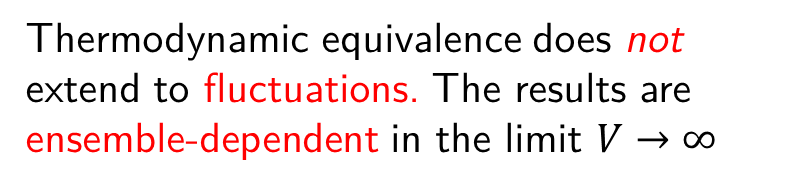 Thermodynamic equivalence does not
extend to fluctuations. The results are
ensemble-dependent in the limit V → ∞